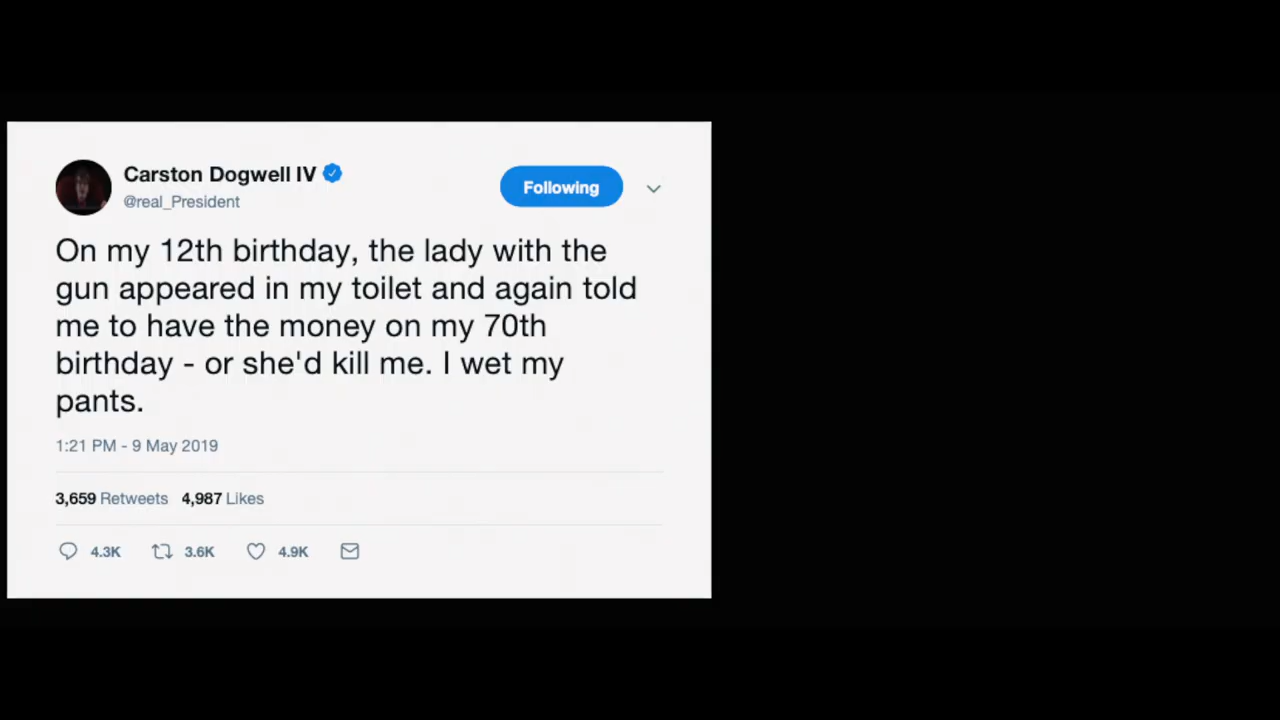 Carston Dogwell IV
@real_President
Following
On my 12th birthday, the lady with the
gun appeared in my toilet and again told
me to have the money on my 70th
birthday - or she'd kill me. I wet my
pants.
1:21 PM - 9 May 2019
3,659 Retweets 4,987 Likes
4.3K 3.6K 4.9K